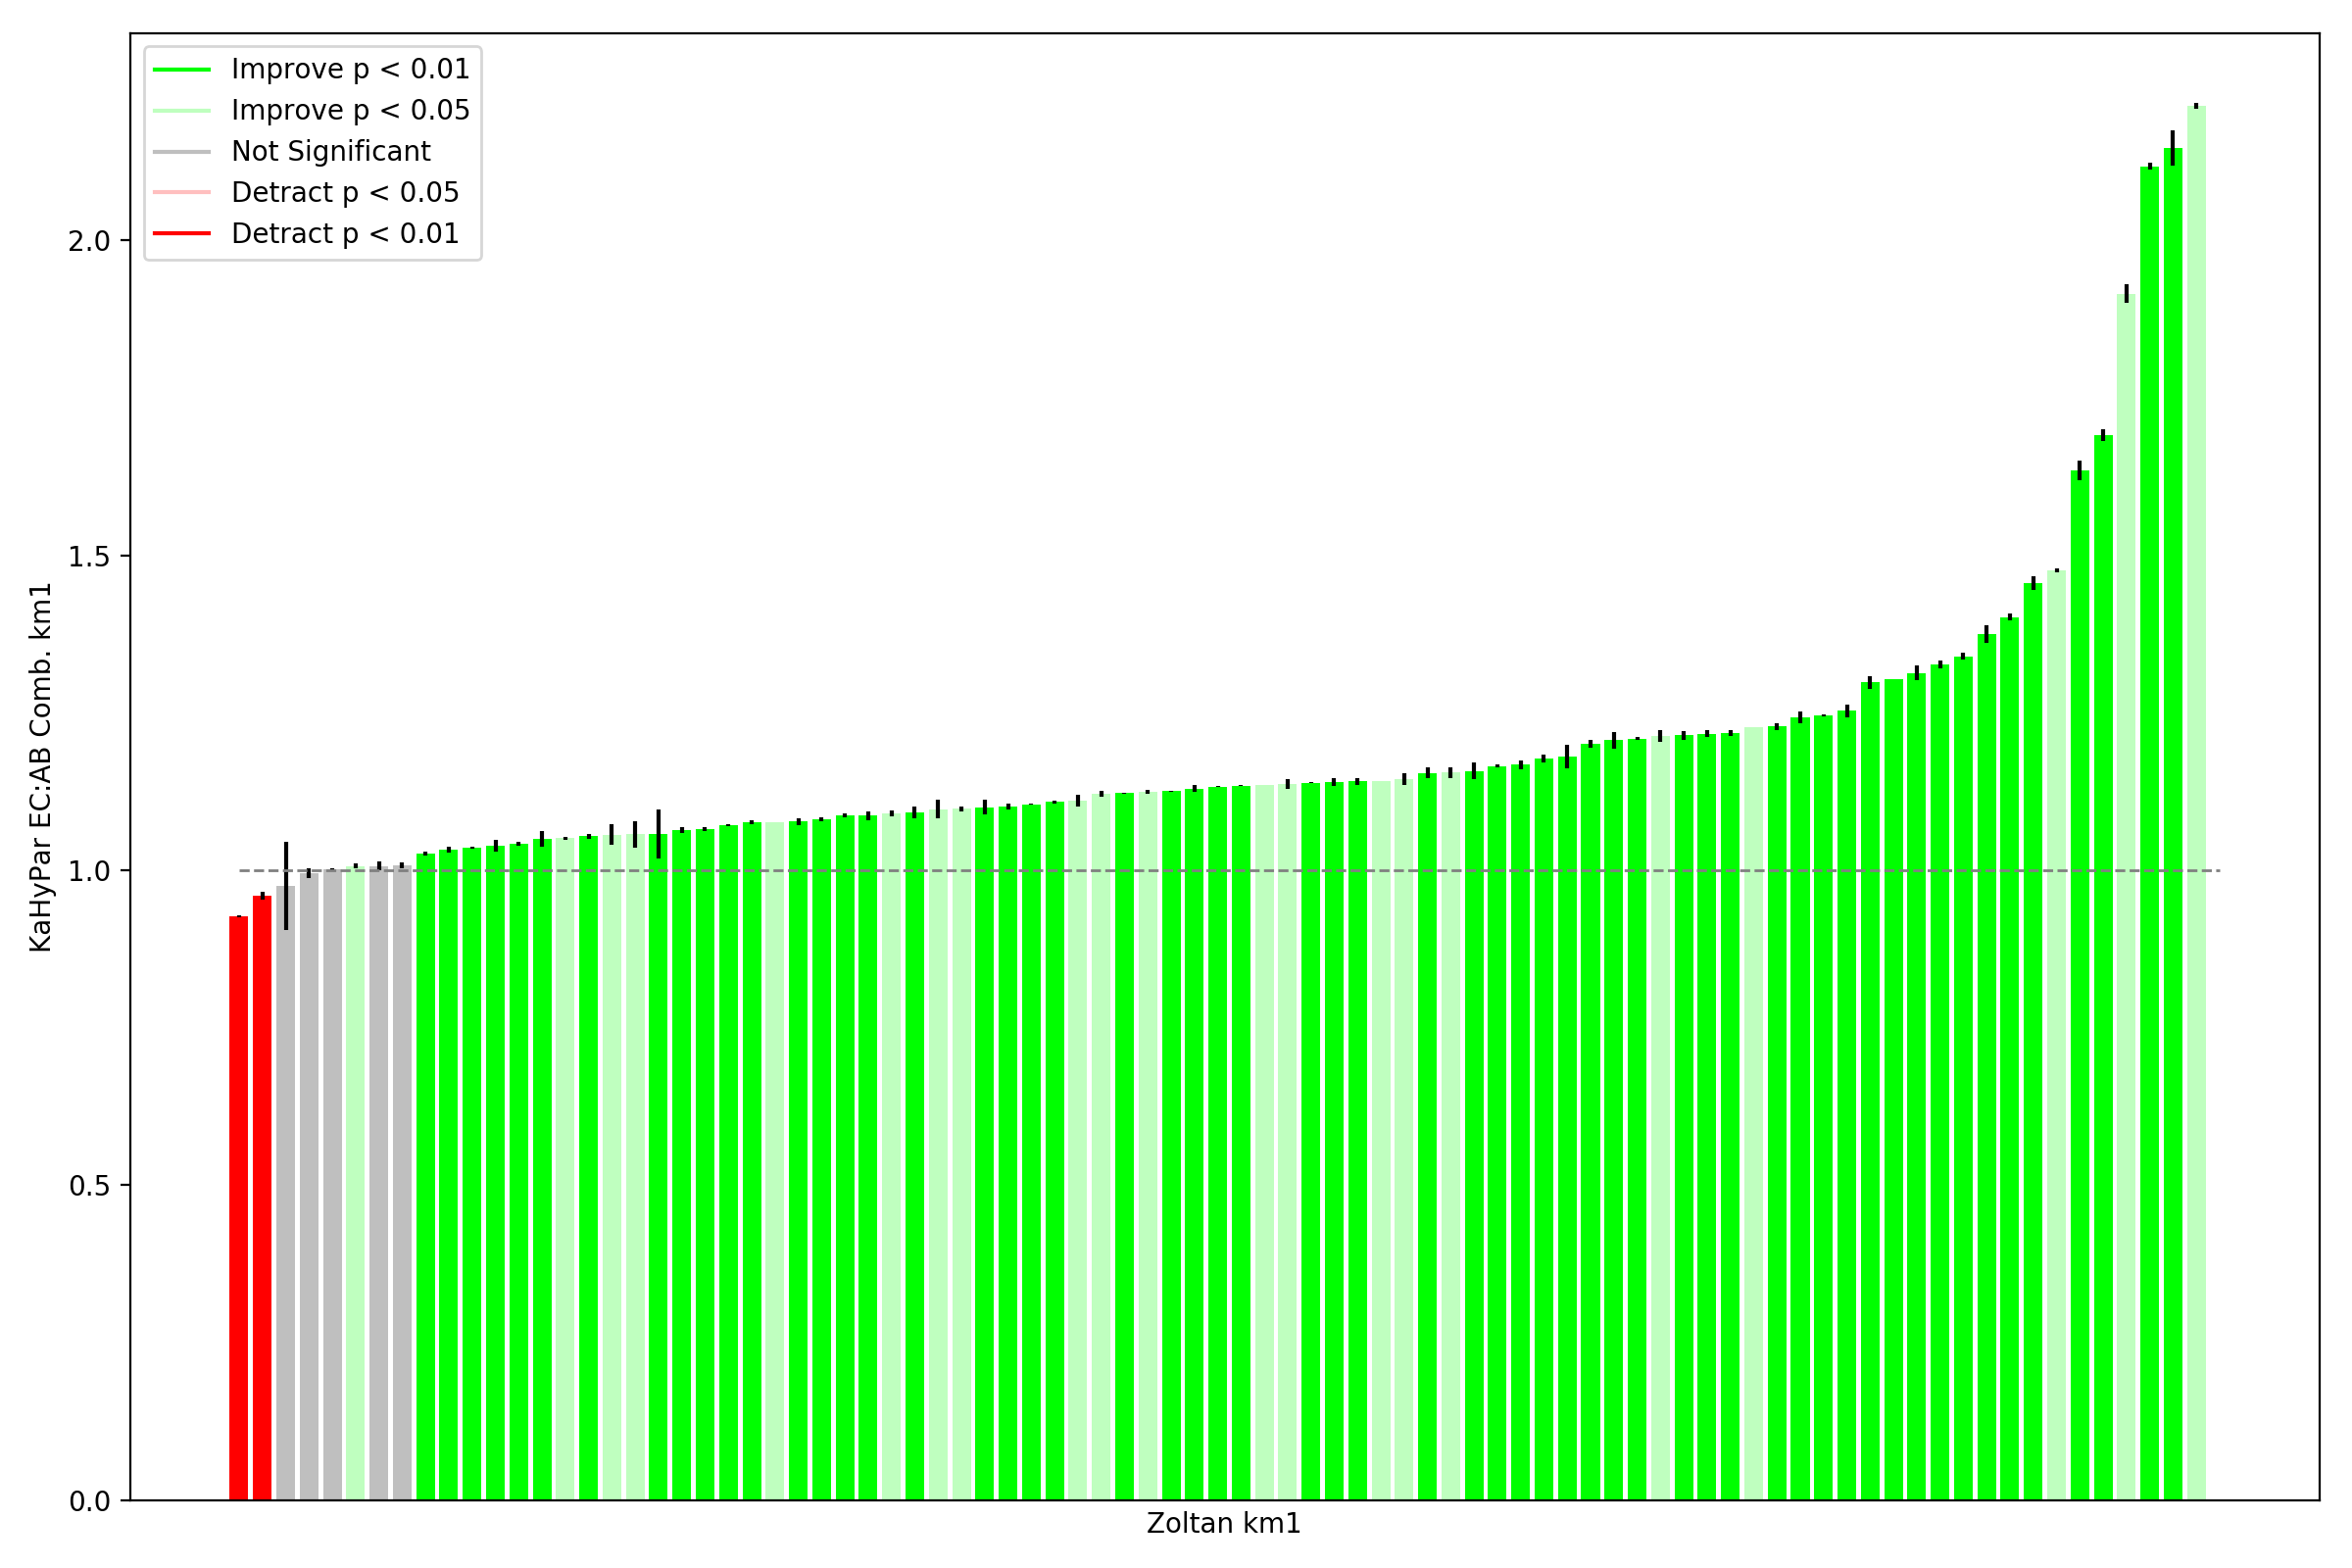 Improve p < 0.01
Improve p < 0.05
Not Significant
Detract p < 0.05
Detract p < 0.01
2.0
1.5
1.0
0.5
0.0
KaHyPar EC:AB Comb. km1
Zoltan km1